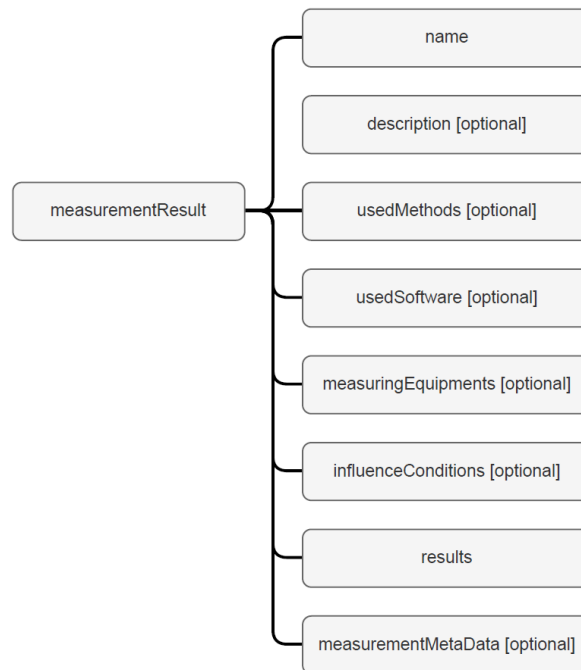 name
description [optional]
measurementResult
usedMethods [optional]
usedSoftware [optional]
measuringEquipments [optional]
influenceConditions [optional]
results
measurementMetaData [optional]